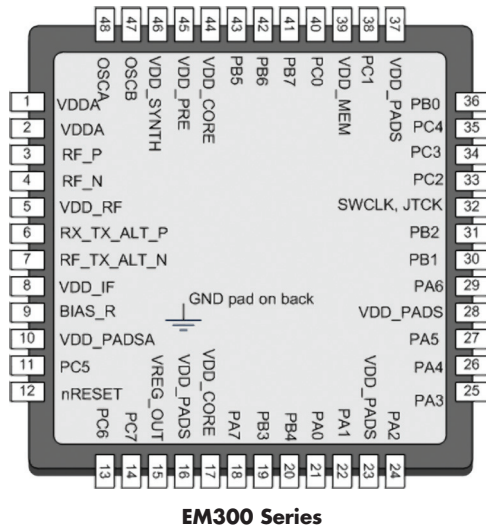 48 47 46 45 44 43 42 41 40 39 38 37
OSCA
OSCB
VDD_SYNTH
VDD_PRE
VDD_CORE
PB5
PB6
PB7
PC0
VDD_MEM
PC1
VDD_PADS
1 VDDA
2 VDDA
3 RF_P
4 RF_N
5 VDD_RF
6 RX_TX_ALT_P
7 RF_TX_ALT_N
8 VDD_IF
9 BIAS_R
10 VDD_PADSA
11 PC5
12 nRESET
PB0 36
PC4 35
PC3 34
PC2 33
SWCLK, JTCK 32
PB2 31
PB1 30
PA6 29
VDD_PADS 28
PA5 27
PA4 26
PA3 25
GND pad on back
PC6
PC7
VREG_OUT
VDD_PADS
VDD_CORE
PA7
PB3
PB4
PA0
PA1
VDD_PADS
PA2
13 14 15 16 17 18 19 20 21 22 23 24
EM300 Series